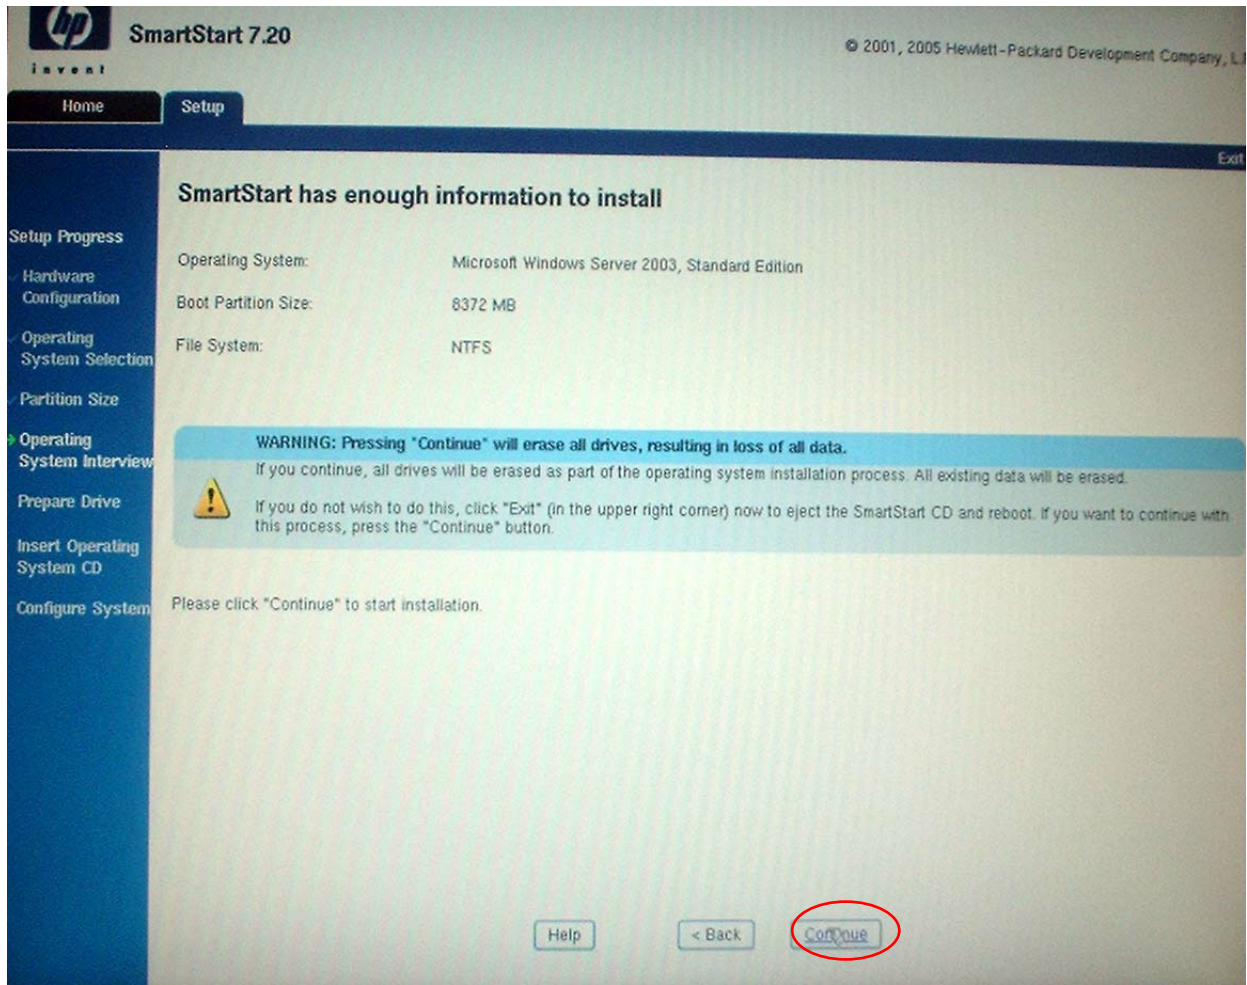 hp
SmartStart 7.20
© 2001, 2005 Hewlett-Packard Development Company, L.
invent
Home
Setup
Exit
SmartStart has enough information to install
Setup Progress
Hardware
Configuration
Operating
System Selection
Partition Size
Operating
System Interview
Prepare Drive
Insert Operating
System CD
Configure System
Operating System:
Microsoft Windows Server 2003, Standard Edition
Boot Partition Size:
8372 MB
File System:
NTFS
WARNING: Pressing "Continue" will erase all drives, resulting in loss of all data.
If you continue, all drives will be erased as part of the operating system installation process. All existing data will be erased.
If you do not wish to do this, click "Exit" (in the upper right corner) now to eject the SmartStart CD and reboot. If you want to continue with
this process, press the "Continue" button.
Please click "Continue" to start installation.
Help
< Back
Continue